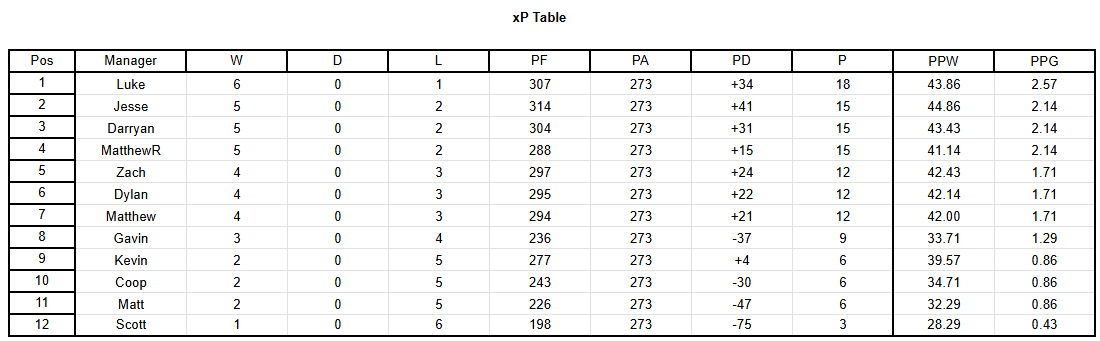 xP Table
Pos Manager W D L PF PA PD P PPW PPG
1 Luke 6 0 1 307 273 +34 18 43.86 2.57
2 Jesse 5 0 2 314 273 +41 15 44.86 2.14
3 Darryan 5 0 2 304 273 +31 15 43.43 2.14
4 MatthewR 5 0 2 288 273 +15 15 41.14 2.14
5 Zach 4 0 3 297 273 +24 12 42.43 1.71
6 Dylan 4 0 3 295 273 +22 12 42.14 1.71
7 Matthew 4 0 3 294 273 +21 12 42.00 1.71
8 Gavin 3 0 4 236 273 -37 9 33.71 1.29
9 Kevin 2 0 5 277 273 +4 6 39.57 0.86
10 Coop 2 0 5 243 273 -30 6 34.71 0.86
11 Matt 2 0 5 226 273 -47 6 32.29 0.86
12 Scott 1 0 6 198 273 -75 3 28.29 0.43